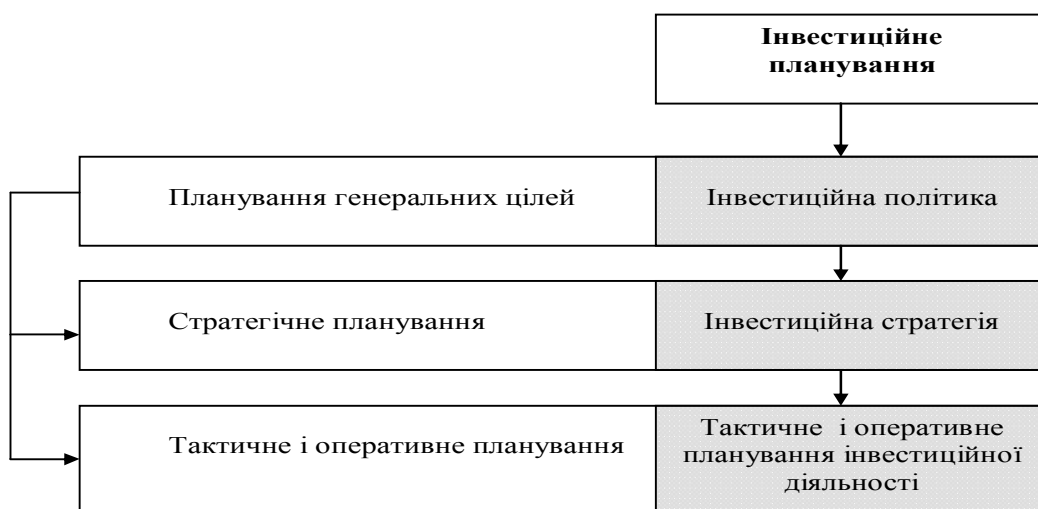 Інвестиційне
планування
Планування генеральних цілей
Інвестиційна політика
Стратегічне планування
Інвестиційна стратегія
Тактичне і оперативне планування
Тактичне і оперативне
планування інвестиційної
діяльності